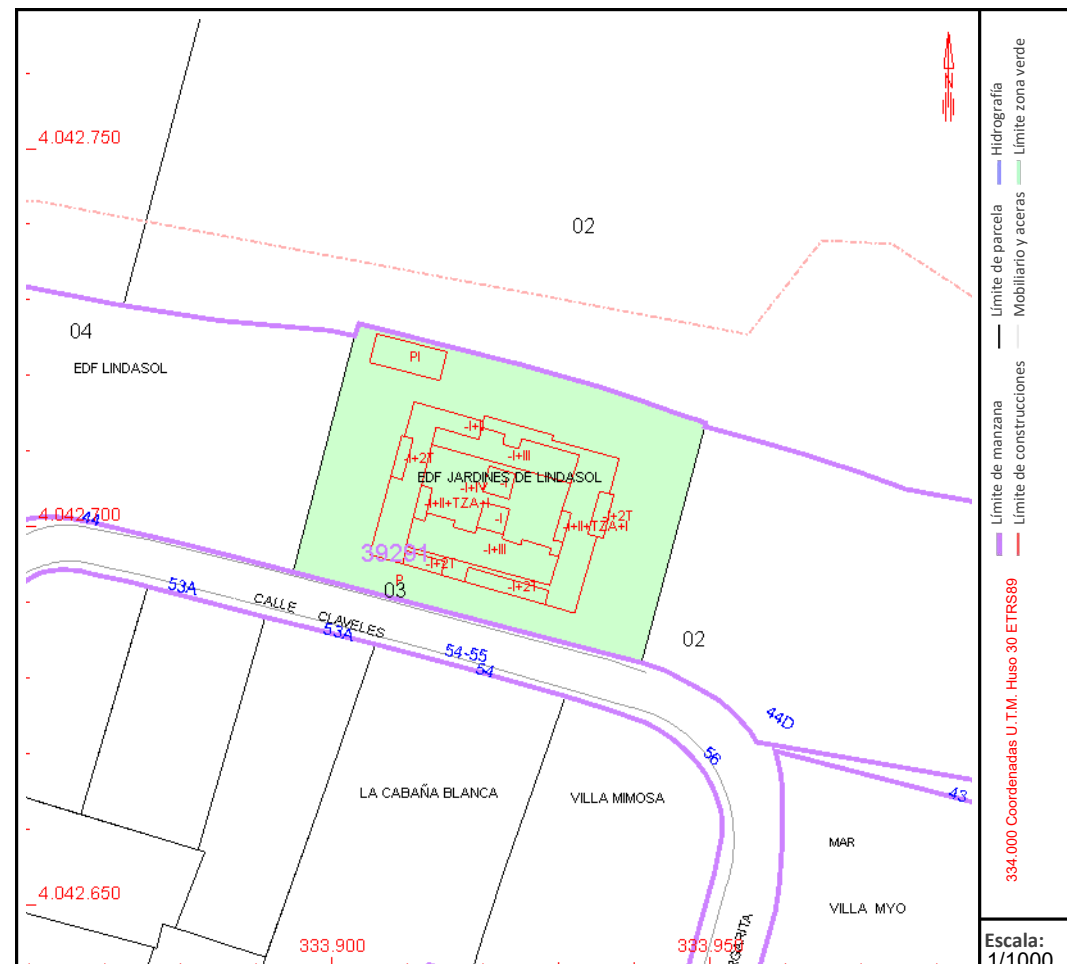 4.042.750
02
04
EDF LINDASOL
PI
-I+II
-I+III
-I+2T
EDF JARDINES DE LINDASOL
-I+IV
-I
-I+II+TZA+I
-I
-I+2T
-I+II+TZA+I
4.042.700
44
-I+III
39291
-I+2T
P
-I+2T
03
53A
CALLE CLAVELES
53A
02
54-55
54
44D
56
LA CABAÑA BLANCA
VILLA MIMOSA
43
MAR
4.042.650
VILLA MYO
333.900
333.950
N
Límite de manzana
Límite de parcela
Hidrografía
Límite de construcciones
Mobiliario y aceras
Límite zona verde
334.000 Coordenadas U.T.M. Huso 30 ETRS89
Escala:
1/1000